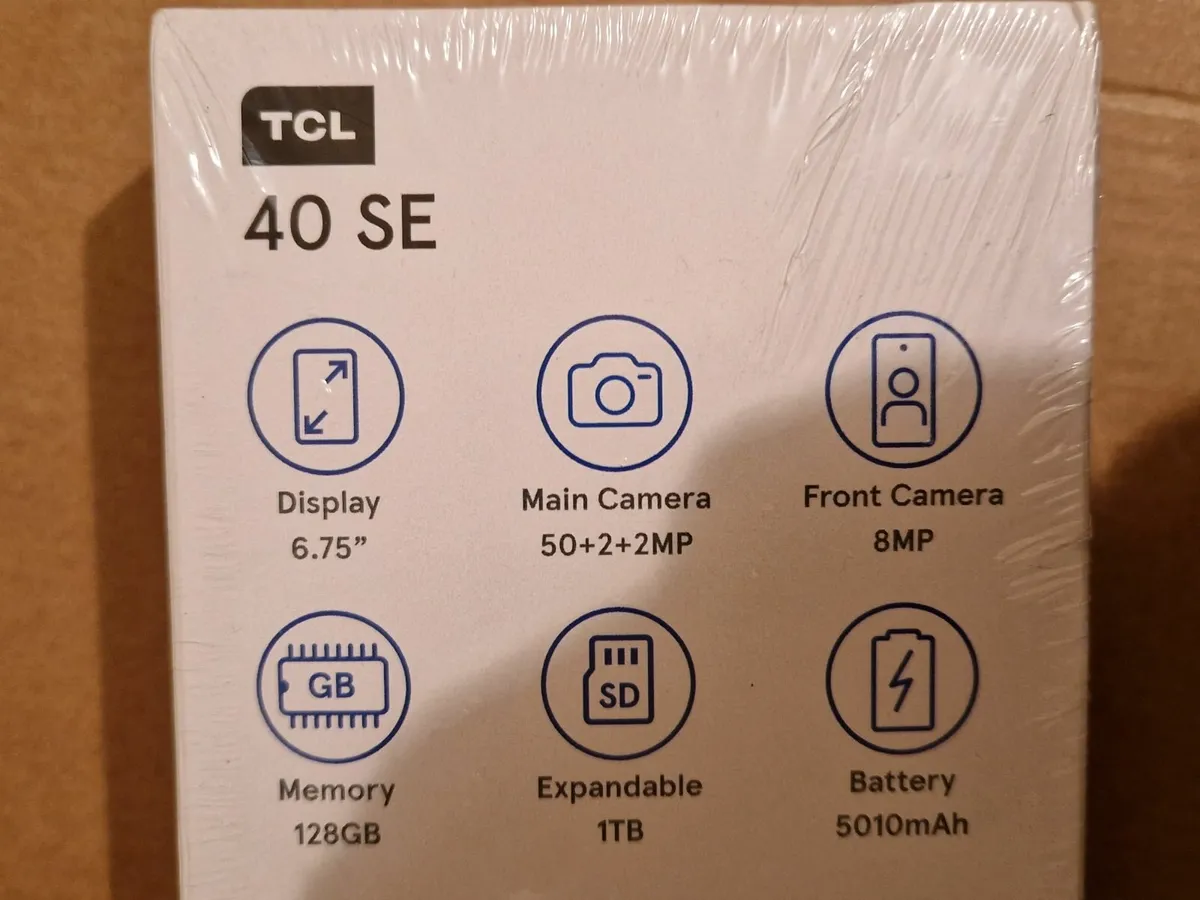 TCL
40 SE
Display
6.75”
Main Camera
50+2+2MP
Front Camera
8MP
GB
Memory
128GB
SD
Expandable
1TB
Battery
5010mAh